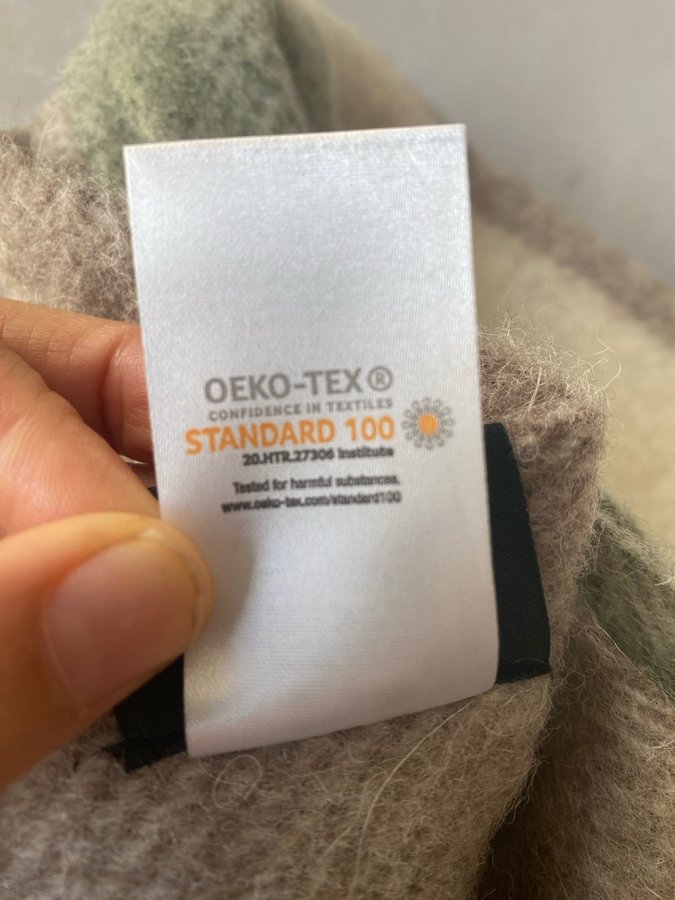 OEKO-TEX®
CONFIDENCE IN TEXTILES
STANDARD 100
20.HTR.27306 Institute
Tested for harmful substances.
www.oeko-tex.com/standard100